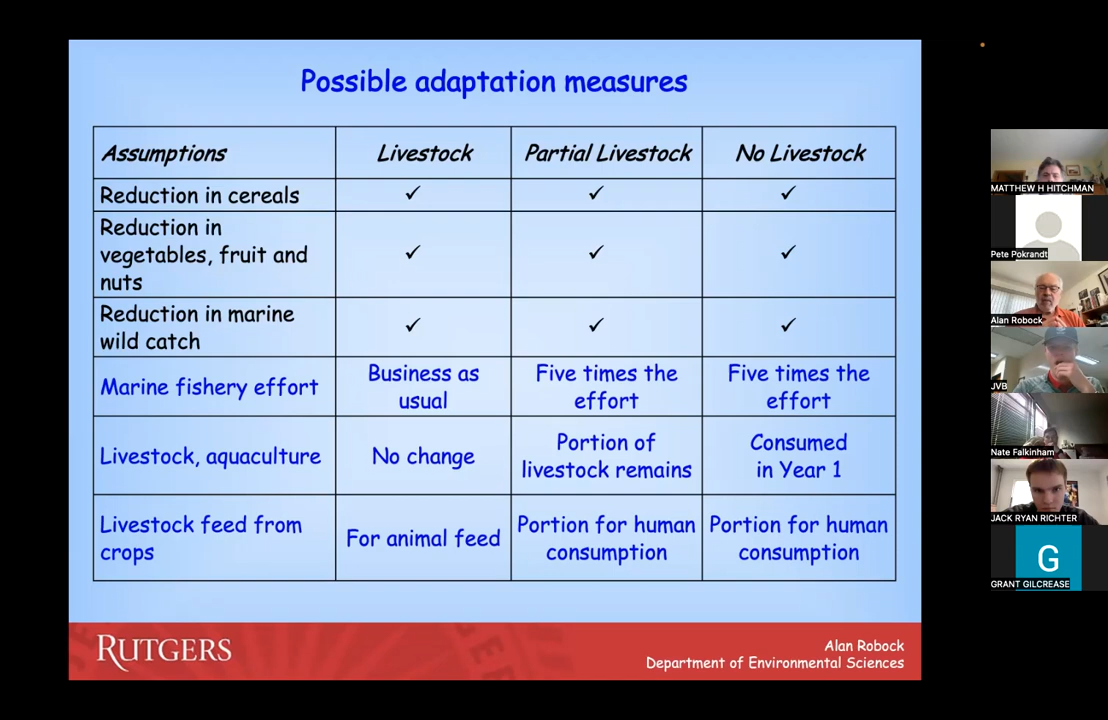 Possible adaptation measures
Assumptions Livestock Partial Livestock No Livestock
Reduction in cereals ✓ ✓ ✓
Reduction in
vegetables, fruit and
nuts
✓ ✓ ✓
Reduction in marine
wild catch
✓ ✓ ✓
Marine fishery effort
Business as
usual
Five times the
effort
Five times the
effort
Livestock, aquaculture
No change
Portion of
livestock remains
Consumed
in Year 1
Livestock feed from
crops
For animal feed
Portion for human
consumption
Portion for human
consumption
RUTGERS
Alan Robock
Department of Environmental Sciences
MATTHEW H HITCHMAN
Pete Pokrandt
Alan Robock
JVB
Nate Falkinham
JACK RYAN RICHTER
G
GRANT GILCREASE